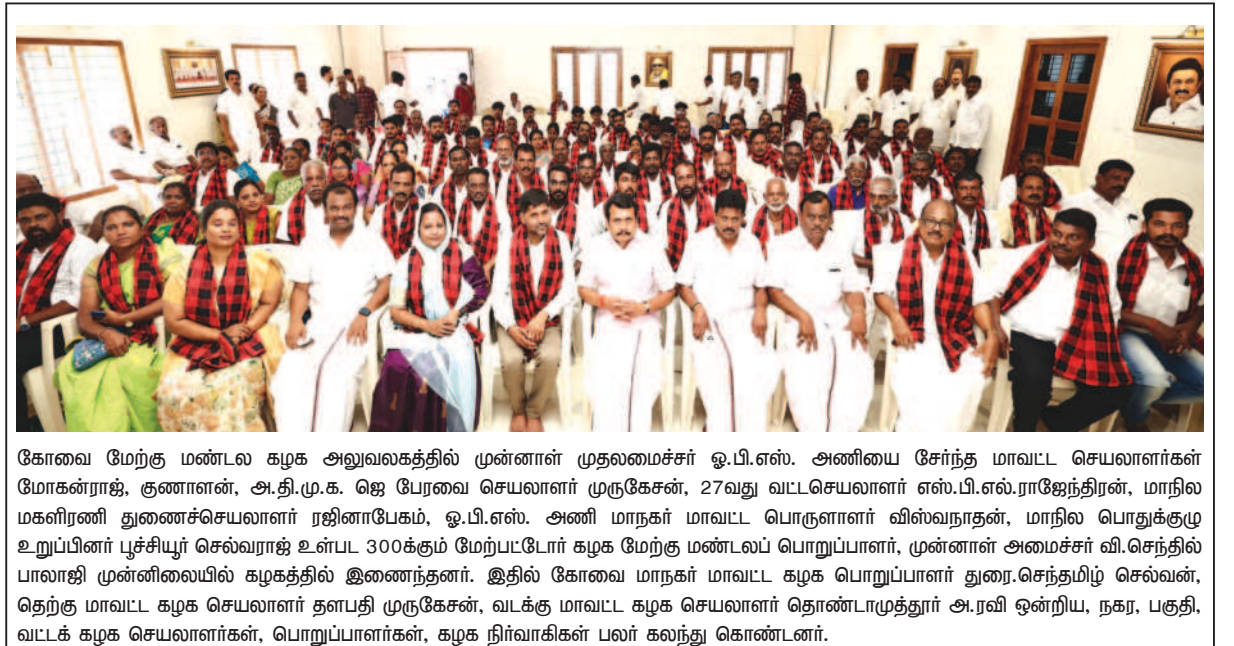 கோவை மேற்கு மண்டல கழக அலுவலகத்தில் முன்னாள் முதலமைச்சர் ஓ.பி.எஸ். அணியை சேர்ந்த மாவட்ட செயலாளர்கள்
மோகன்ராஜ், குணாளன், அ.தி.மு.க. ஜெ பேரவை செயலாளர் முருகேசன், 27வது வட்டசெயலாளர் எஸ்.பி.எல்.ராஜேந்திரன், மாநில
மகளிரணி துணைச்செயலாளர் ரஜினாபேகம், ஓ.பி.எஸ். அணி மாநகர் மாவட்ட பொருளாளர் விஸ்வநாதன், மாநில பொதுக்குழு
உறுப்பினர் பூச்சியூர் செல்வராஜ் உள்பட 300க்கும் மேற்பட்டோர் கழக மேற்கு மண்டலப் பொறுப்பாளர், முன்னாள் அமைச்சர் வி.செந்தில்
பாலாஜி முன்னிலையில் கழகத்தில் இணைந்தனர். இதில் கோவை மாநகர் மாவட்ட கழக பொறுப்பாளர் துரை.செந்தமிழ் செல்வன்,
தெற்கு மாவட்ட கழக செயலாளர் தளபதி முருகேசன், வடக்கு மாவட்ட கழக செயலாளர் தொண்டாமுத்தூர் அ.ரவி ஒன்றிய, நகர, பகுதி,
வட்டக் கழக செயலாளர்கள், பொறுப்பாளர்கள், கழக நிர்வாகிகள் பலர் கலந்து கொண்டனர்.